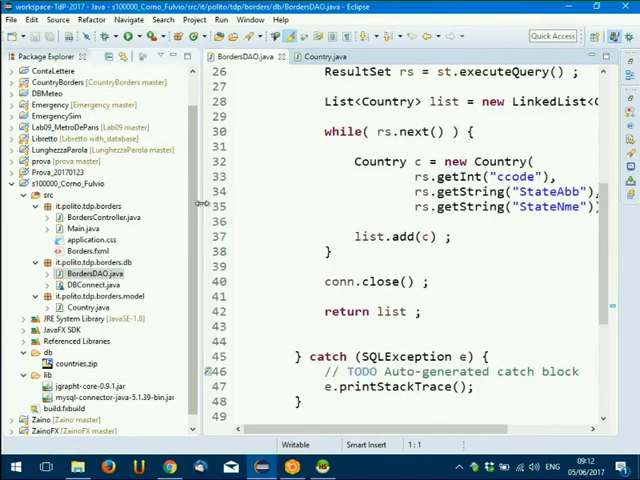 workspace-TdP-2017 - Java - s100000_Corno_Fulvio/src/it/polito/tdp/borders/db/BordersDAO.java - Eclipse
File Edit Source Refactor Navigate Search Project Run Window Help
Quick Access
Package Explorer
BordersDAO.java
Country.java
ContaLettere
CountryBorders [CountryBorders master]
DBMeteo
Emergency [Emergency master]
EmergencySim
Lab09_MetroDeParis [Lab09 master]
Libretto [Libretto with_database]
LunghezzaParola [LunghezzaParola master]
prova [prova master]
Prova_20170123
s100000_Corno_Fulvio
src
it.polito.tdp.borders
BordersController.java
Main.java
application.css
Borders.fxml
it.polito.tdp.borders.db
BordersDAO.java
DBConnect.java
it.polito.tdp.borders.model
Country.java
JRE System Library [JavaSE-1.8]
JavaFX SDK
Referenced Libraries
db
countries.zip
lib
jgrapht-core-0.9.1.jar
mysql-connector-java-5.1.39-bin.jar
build.fxbuild
Zaino [Zaino master]
ZainoFX [ZainoFX master]
26 ResultSet rs = st.executeQuery() ;
27
28 List<Country> list = new LinkedList<C
29
30 while( rs.next() ) {
31
32 Country c = new Country(
33 rs.getInt("ccode"),
34 rs.getString("StateAbb"),
35 rs.getString("StateNme"))
36
37 list.add(c) ;
38 }
39
40 conn.close() ;
41
42 return list ;
43
44
45 } catch (SQLException e) {
46 // TODO Auto-generated catch block
47 e.printStackTrace();
48 }
49
Writable Smart Insert 1 : 1
ENG
09:12
05/06/2017